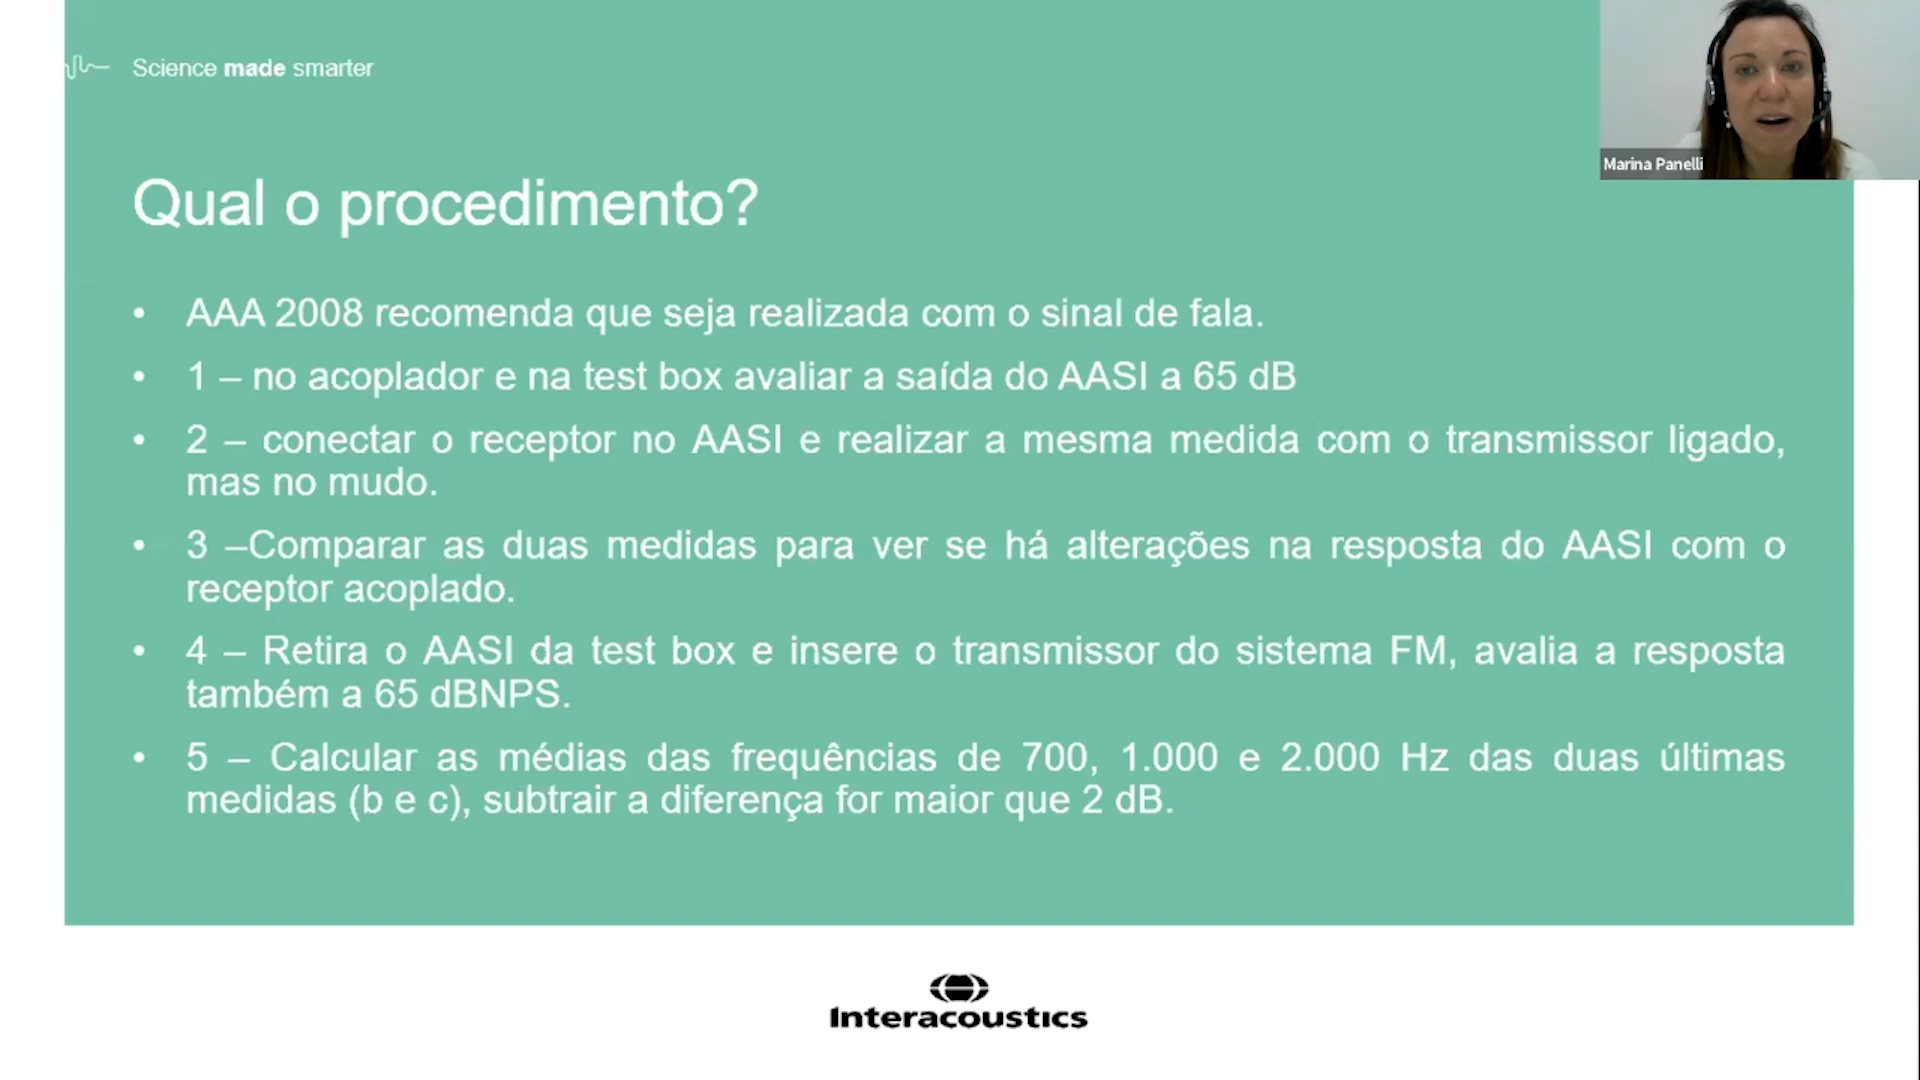 Science made smarter
Marina Panelli
Qual o procedimento?
• AAA 2008 recomenda que seja realizada com o sinal de fala.
• 1 – no acoplador e na test box avaliar a saída do AASI a 65 dB
• 2 – conectar o receptor no AASI e realizar a mesma medida com o transmissor ligado,
mas no mudo.
• 3 –Comparar as duas medidas para ver se há alterações na resposta do AASI com o
receptor acoplado.
• 4 – Retira o AASI da test box e insere o transmissor do sistema FM, avalia a resposta
também a 65 dBNPS.
• 5 – Calcular as médias das frequências de 700, 1.000 e 2.000 Hz das duas últimas
medidas (b e c), subtrair a diferença for maior que 2 dB.
Interacoustics